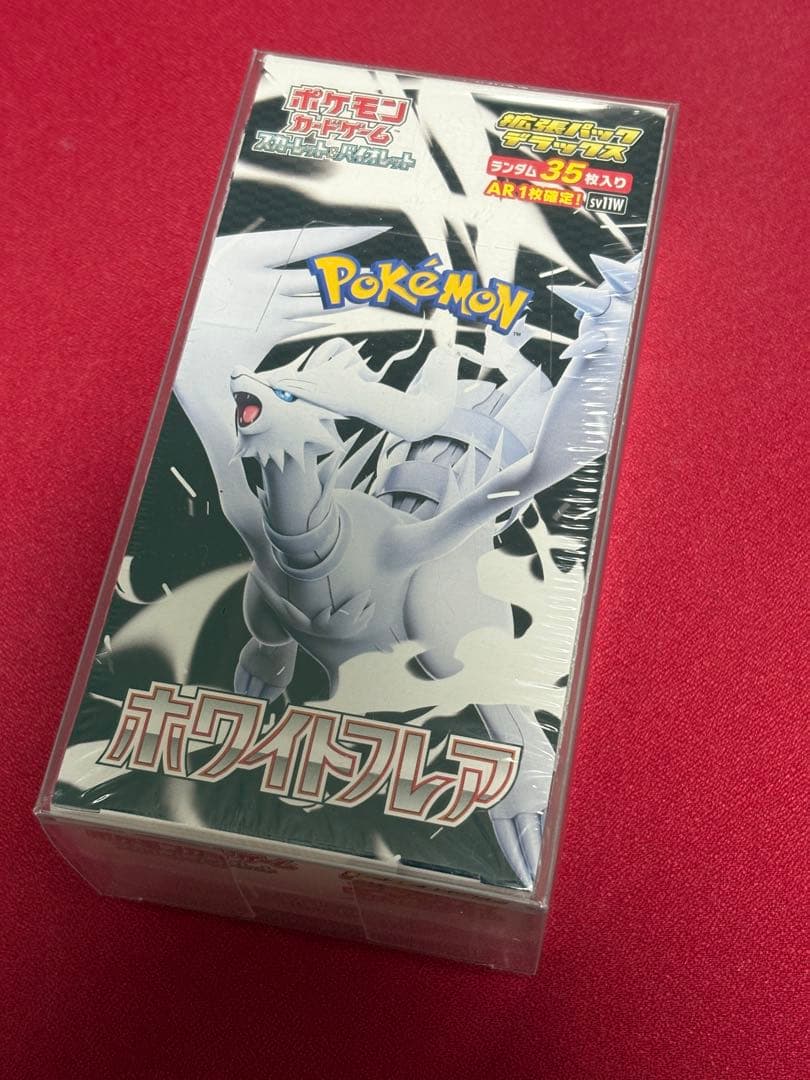 ポケモン
カードゲーム
スカーレット&バイオレット
拡張パック
デラックス
ランダム35枚入り
AR1枚確定!
sv11W
POKéMON
TM
ホワイトフレア